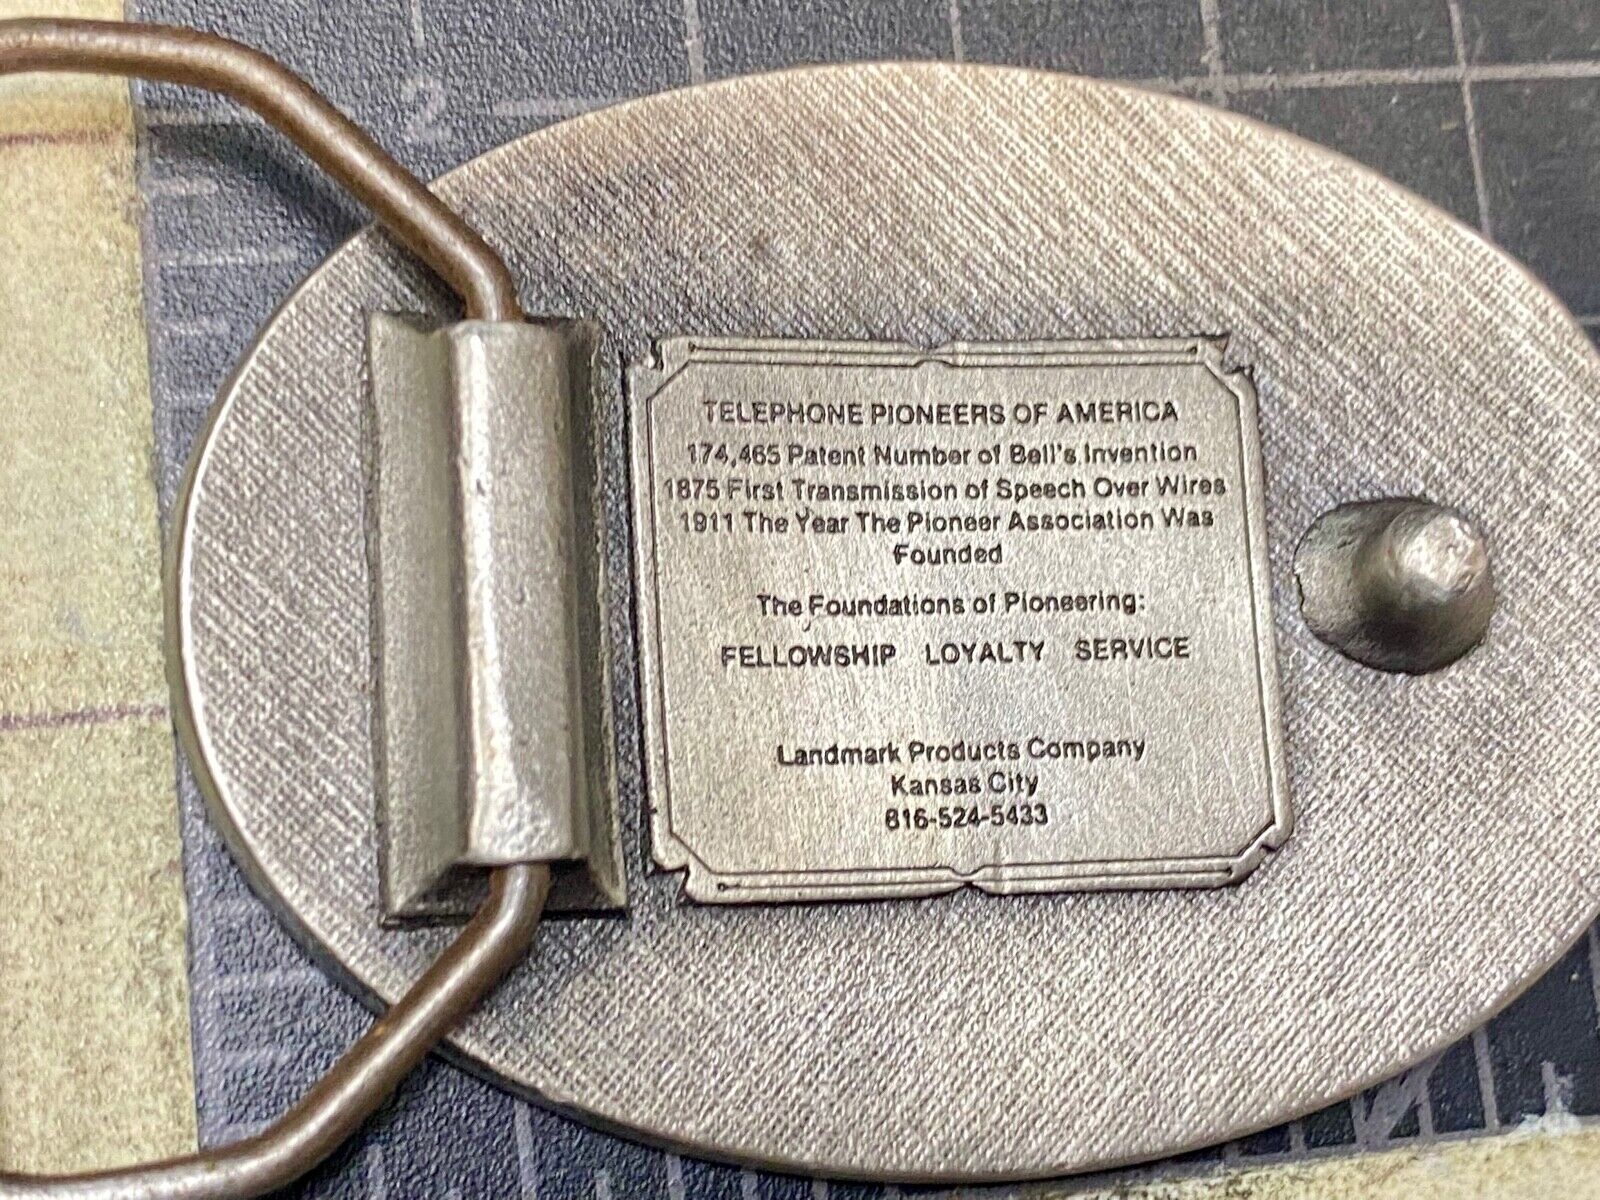 2
TELEPHONE PIONEERS OF AMERICA
174,465 Patent Number of Bell's Invention
1875 First Transmission of Speech Over Wires
1911 The Year The Pioneer Association Was
Founded
The Foundations of Pioneering:
FELLOWSHIP LOYALTY SERVICE
Landmark Products Company
Kansas City
816-524-5433